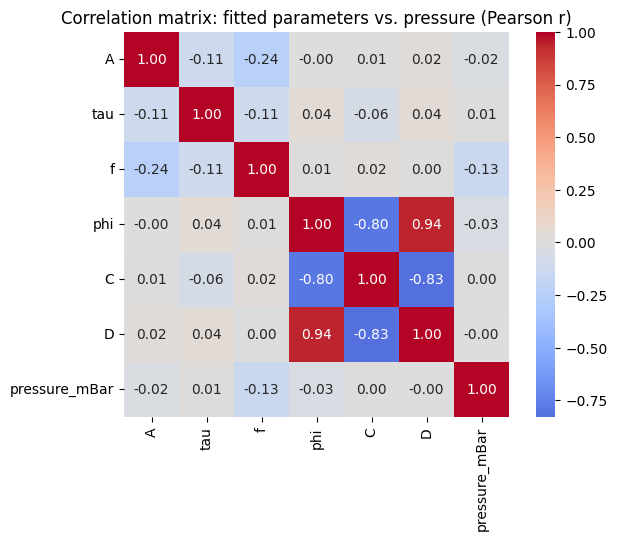 Correlation matrix: fitted parameters vs. pressure (Pearson r)
A 1.00 -0.11 -0.24 -0.00 0.01 0.02 -0.02
tau -0.11 1.00 -0.11 0.04 -0.06 0.04 0.01
f -0.24 -0.11 1.00 0.01 0.02 0.00 -0.13
phi -0.00 0.04 0.01 1.00 -0.80 0.94 -0.03
C 0.01 -0.06 0.02 -0.80 1.00 -0.83 0.00
D 0.02 0.04 0.00 0.94 -0.83 1.00 -0.00
pressure_mBar -0.02 0.01 -0.13 -0.03 0.00 -0.00 1.00
A tau f phi C D pressure_mBar
1.00
0.75
0.50
0.25
0.00
−0.25
−0.50
−0.75